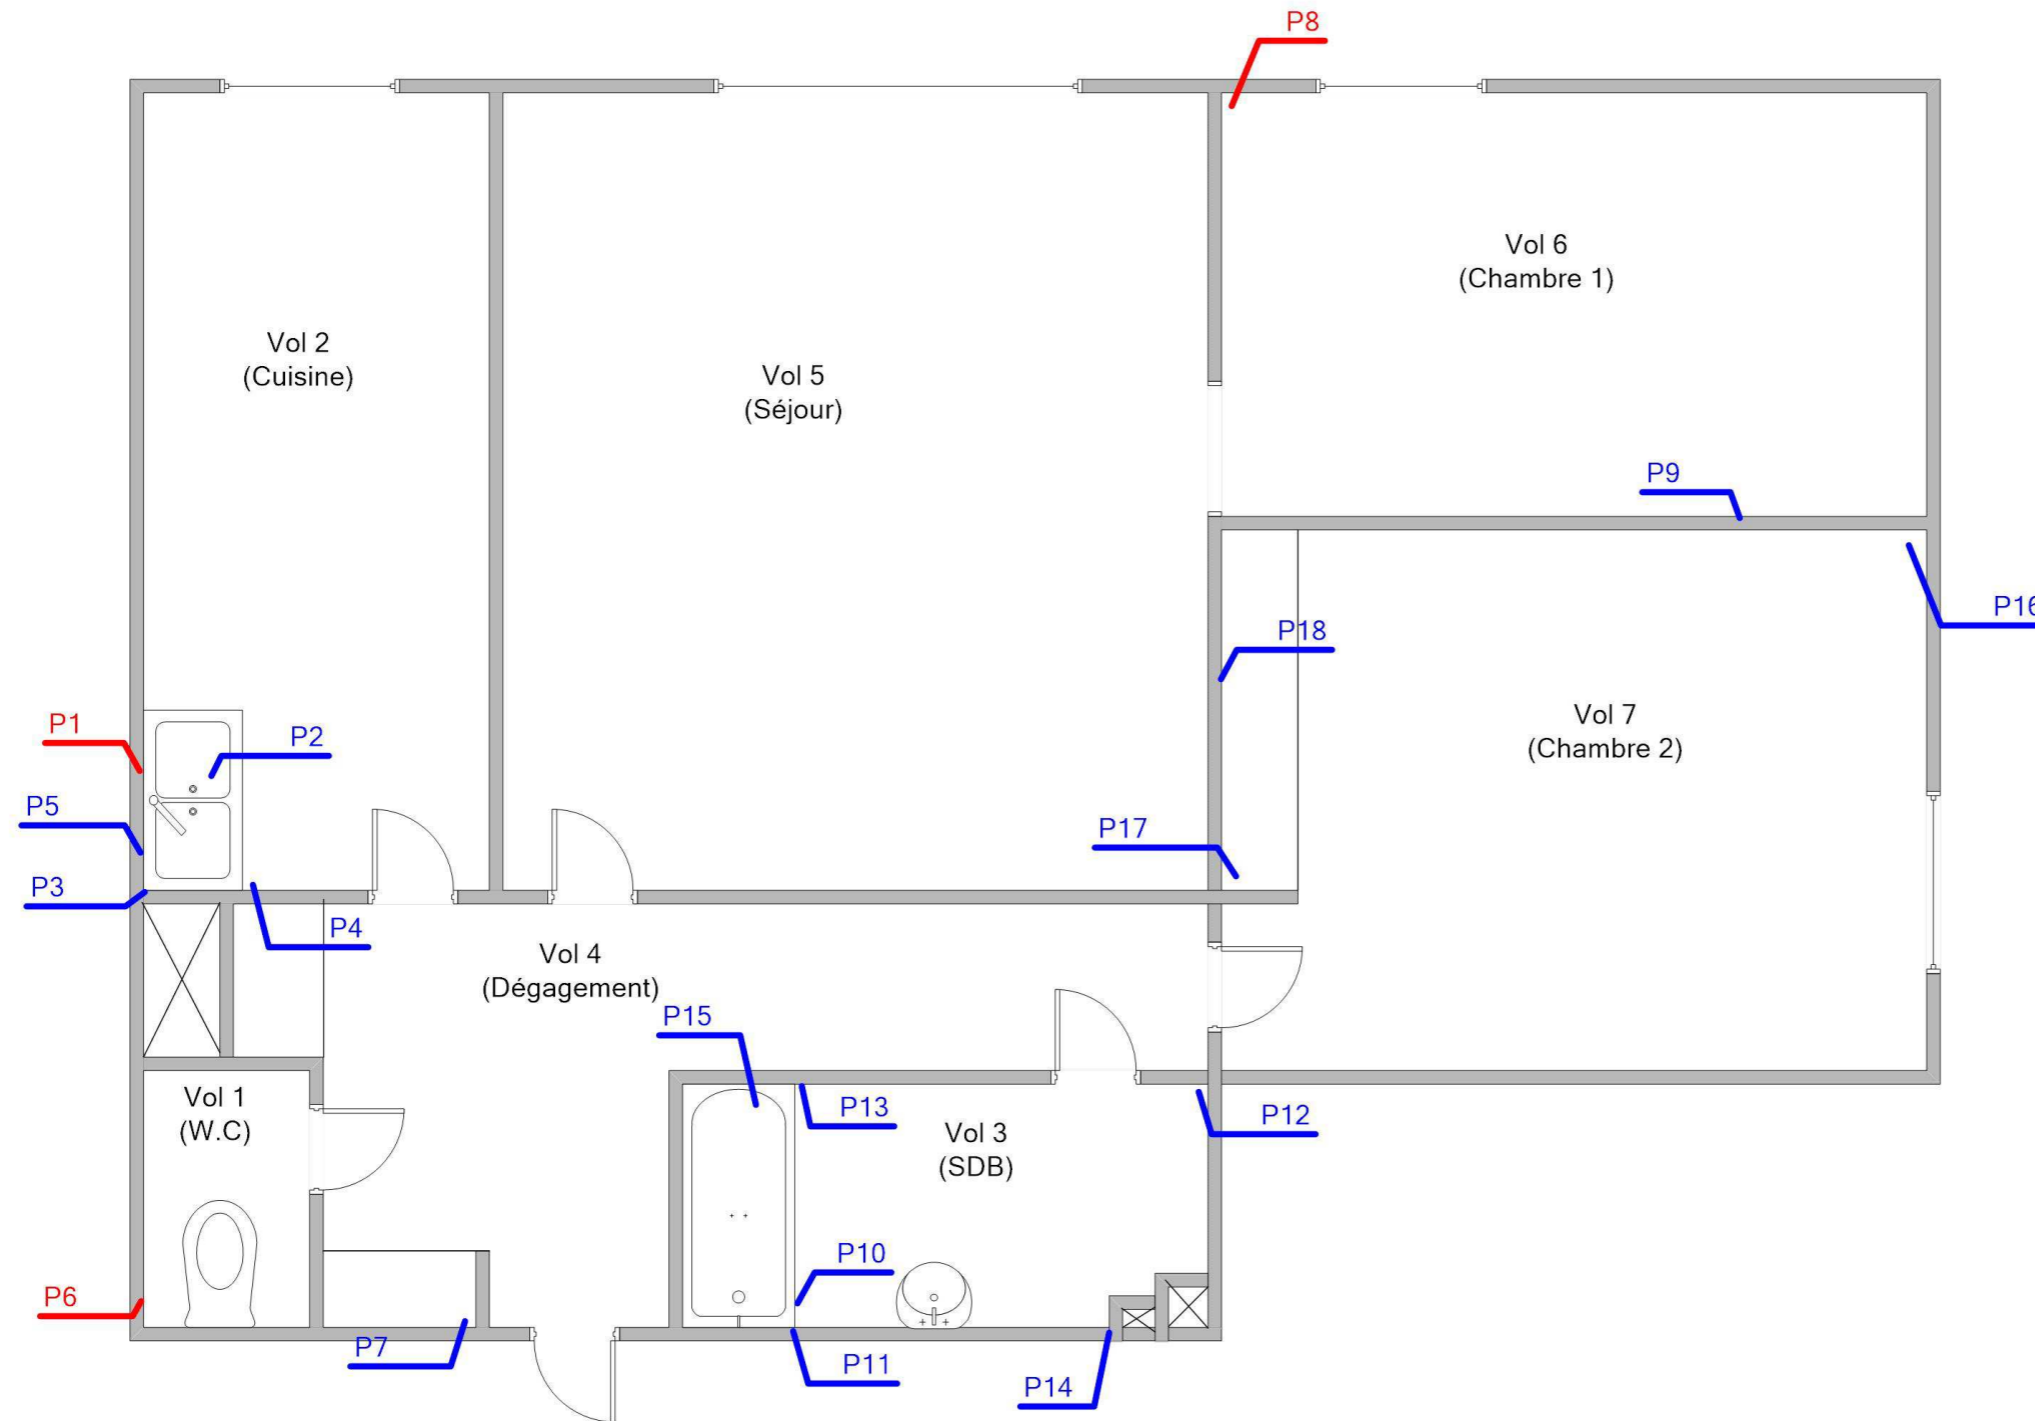 P8
Vol 6
(Chambre 1)
Vol 2
(Cuisine)
Vol 5
(Séjour)
P9
P16
P18
P1
P2
Vol 7
(Chambre 2)
P5
P17
P3
P4
Vol 4
(Dégagement)
P15
Vol 1
(W.C)
P13
P12
Vol 3
(SDB)
P10
P6
P7
P11
P14